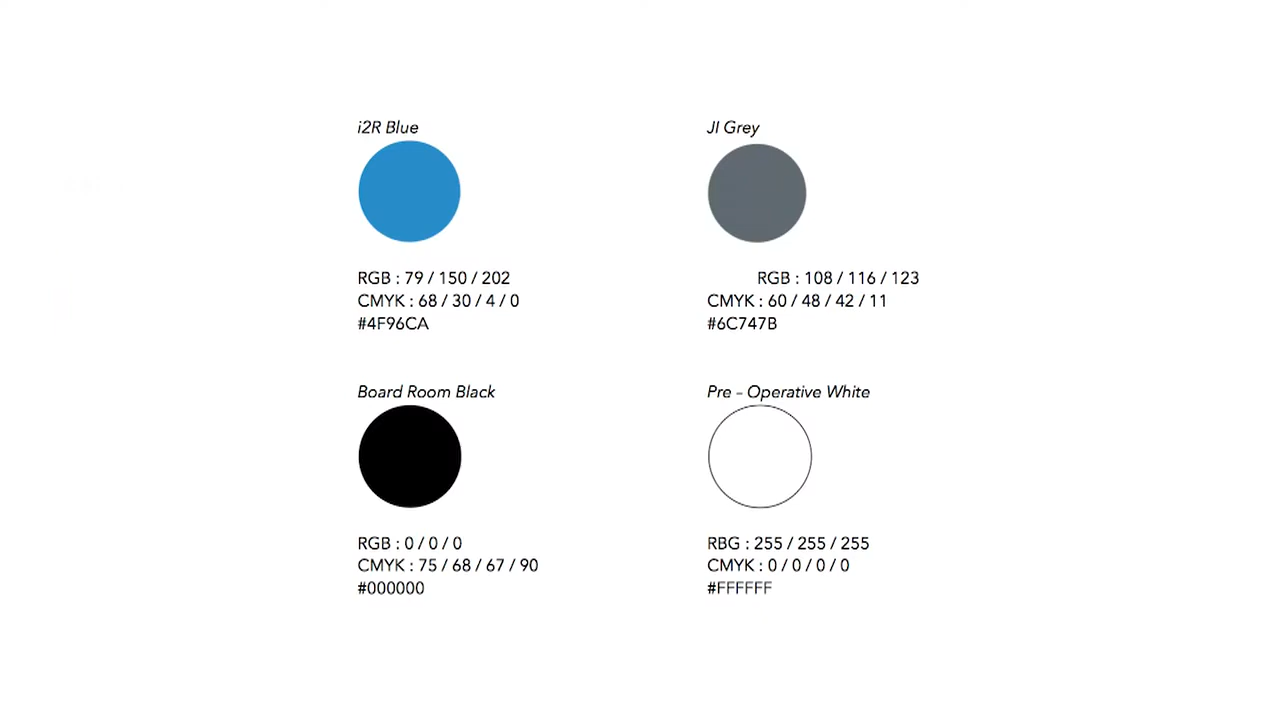 i2R Blue
RGB : 79 / 150 / 202
CMYK : 68 / 30 / 4 / 0
#4F96CA
JI Grey
RGB : 108 / 116 / 123
CMYK : 60 / 48 / 42 / 11
#6C747B
Board Room Black
RGB : 0 / 0 / 0
CMYK : 75 / 68 / 67 / 90
#000000
Pre - Operative White
RBG : 255 / 255 / 255
CMYK : 0 / 0 / 0 / 0
#FFFFFF